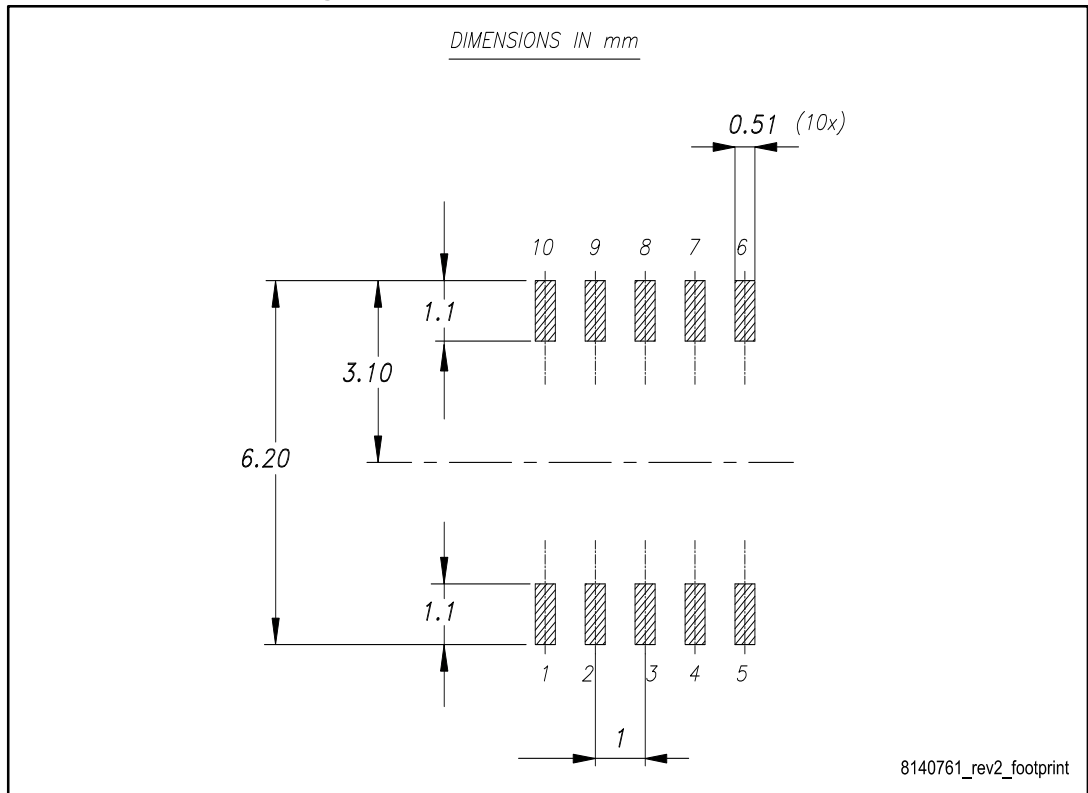 DIMENSIONS IN mm
0.51 (10x)
10 9 8 7 6
1.1
3.10
6.20
1.1
1 2 3 4 5
1
8140761_rev2_footprint